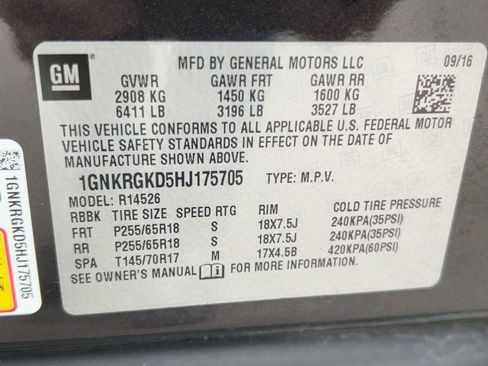 GM
MFD BY GENERAL MOTORS LLC
09/16
GVWR GAWR FRT GAWR RR
2908 KG 1450 KG 1600 KG
6411 LB 3196 LB 3527 LB
THIS VEHICLE CONFORMS TO ALL APPLICABLE U.S. FEDERAL MOTOR
VEHICLE SAFETY STANDARDS IN EFFECT ON THE DATE OF
MANUFACTURE SHOWN ABOVE.
1GNKRGKD5HJ175705 TYPE: M.P.V.
MODEL: R14526
RBBK TIRE SIZE SPEED RTG RIM COLD TIRE PRESSURE
FRT P255/65R18 S 18X7.5J 240KPA(35PSI)
RR P255/65R18 S 18X7.5J 240KPA(35PSI)
SPA T145/70R17 M 17X4.5B 420KPA(60PSI)
SEE OWNER'S MANUAL FOR MORE INFORMATION.
1GNKRGKD5HJ175705